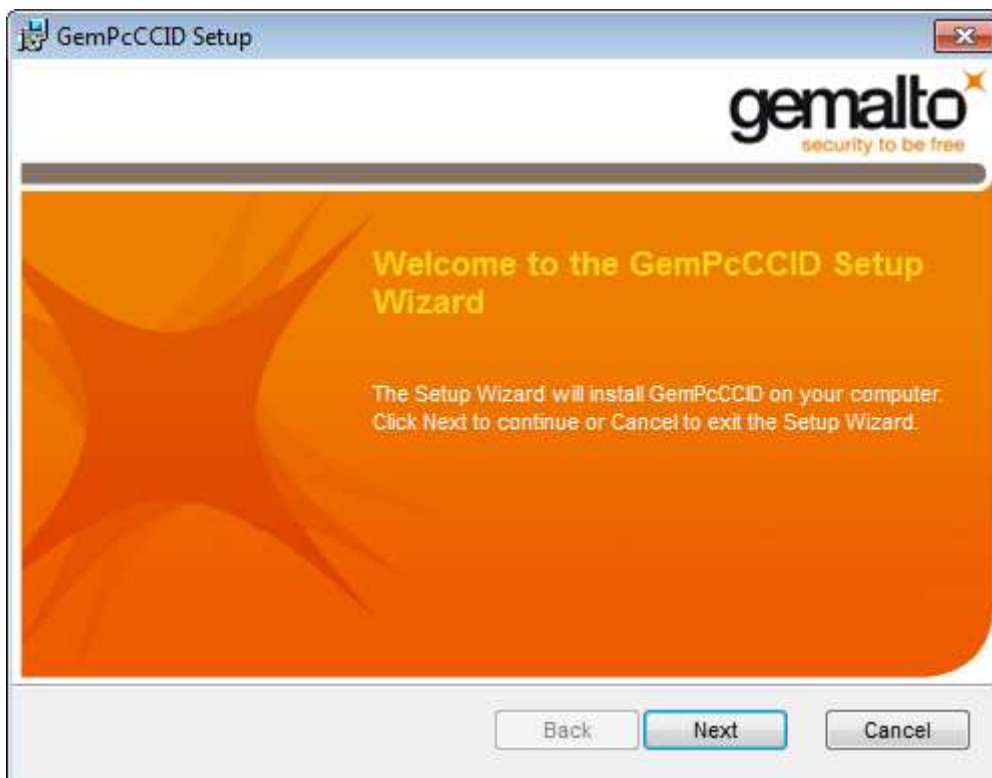 GemPcCCID Setup
gemalto
security to be free
Welcome to the GemPcCCID Setup
Wizard
The Setup Wizard will install GemPcCCID on your computer.
Click Next to continue or Cancel to exit the Setup Wizard.
Back Next Cancel